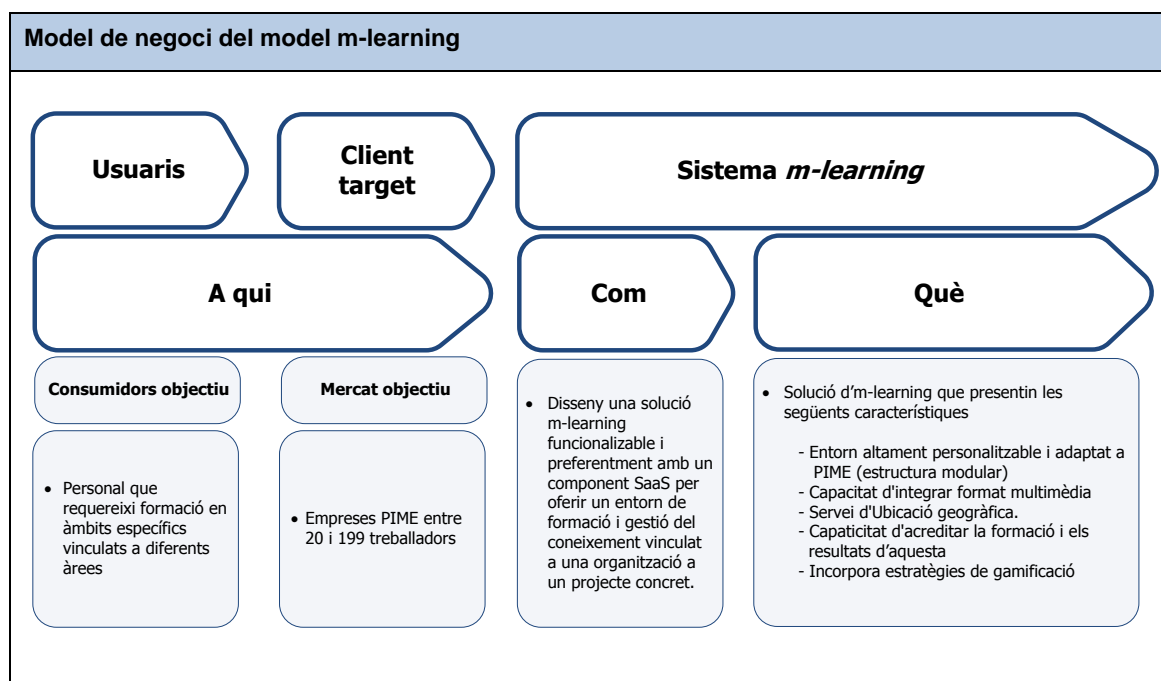 Model de negoci del model m-learning
Usuaris
Client
target
Sistema m-learning
A qui
Com
Què
Consumidors objectiu
• Personal que
requereixi formació en
àmbits específics
vinculats a diferents
àrees
Mercat objectiu
• Empreses PIME entre
20 i 199 treballadors
• Disseny una solució
m-learning
funcionalizable i
preferentment amb un
component SaaS per
oferir un entorn de
formació i gestió del
coneixement vinculat
a una organització a
un projecte concret.
• Solució d’m-learning que presentin les
següents característiques
- Entorn altament personalitzable i adaptat a
PIME (estructura modular)
- Capacitat d'integrar format multimèdia
- Servei d'Ubicació geogràfica.
- Capaticitat d'acreditar la formació i els
resultats d’aquesta
- Incorpora estratègies de gamificació